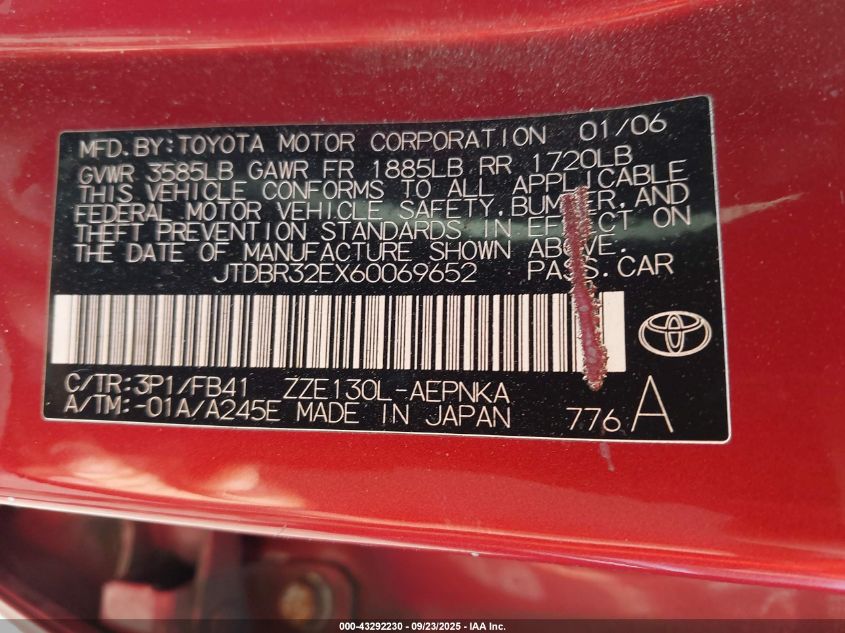 MFD.BY:TOYOTA MOTOR CORPORATION 01/06
GVWR 3585LB GAWR FR 1885LB RR 1720LB
THIS VEHICLE CONFORMS TO ALL APPLICABLE
FEDERAL MOTOR VEHICLE SAFETY,BUMPER,AND
THEFT PREVENTION STANDARDS IN EFFECT ON
THE DATE OF MANUFACTURE SHOWN ABOVE.
JTDBR32EX60069652 PASS.CAR
C/TR:3P1/FB41 ZZE130L-AEPNKA
A/TM:-01A/A245E MADE IN JAPAN 776 A
000-43292230 - 09/23/2025 - IAA Inc.